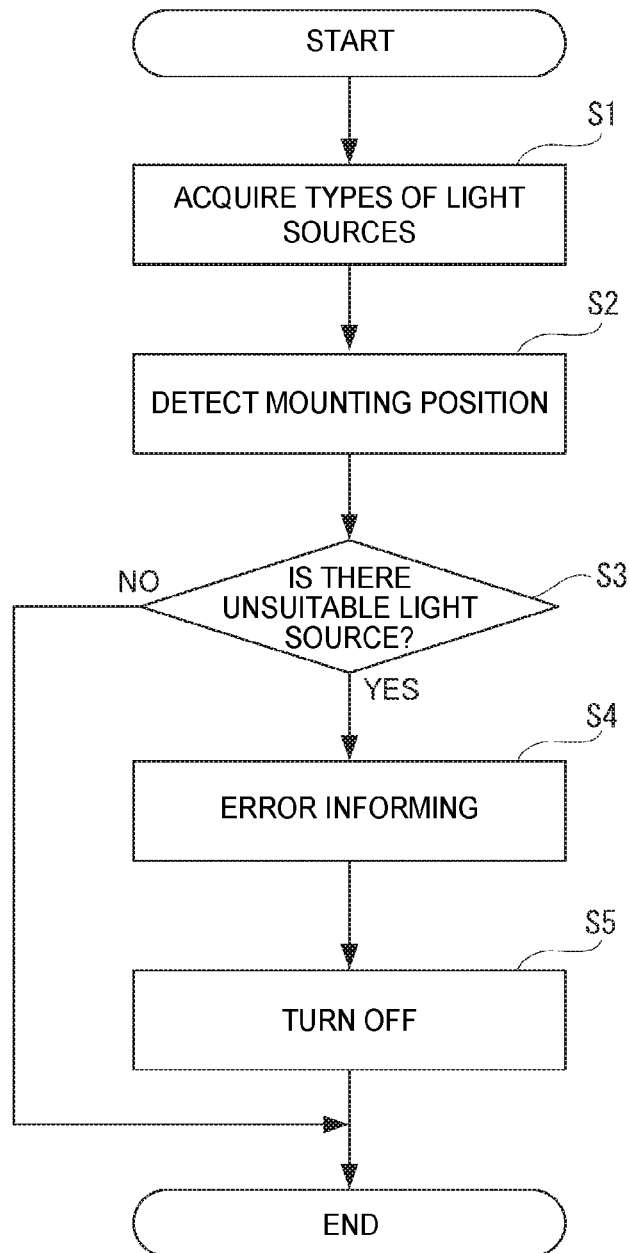 START
S1
ACQUIRE TYPES OF LIGHT
SOURCES
S2
DETECT MOUNTING POSITION
S3
NO
IS THERE
UNSUITABLE LIGHT
SOURCE?
YES
S4
ERROR INFORMING
S5
TURN OFF
END